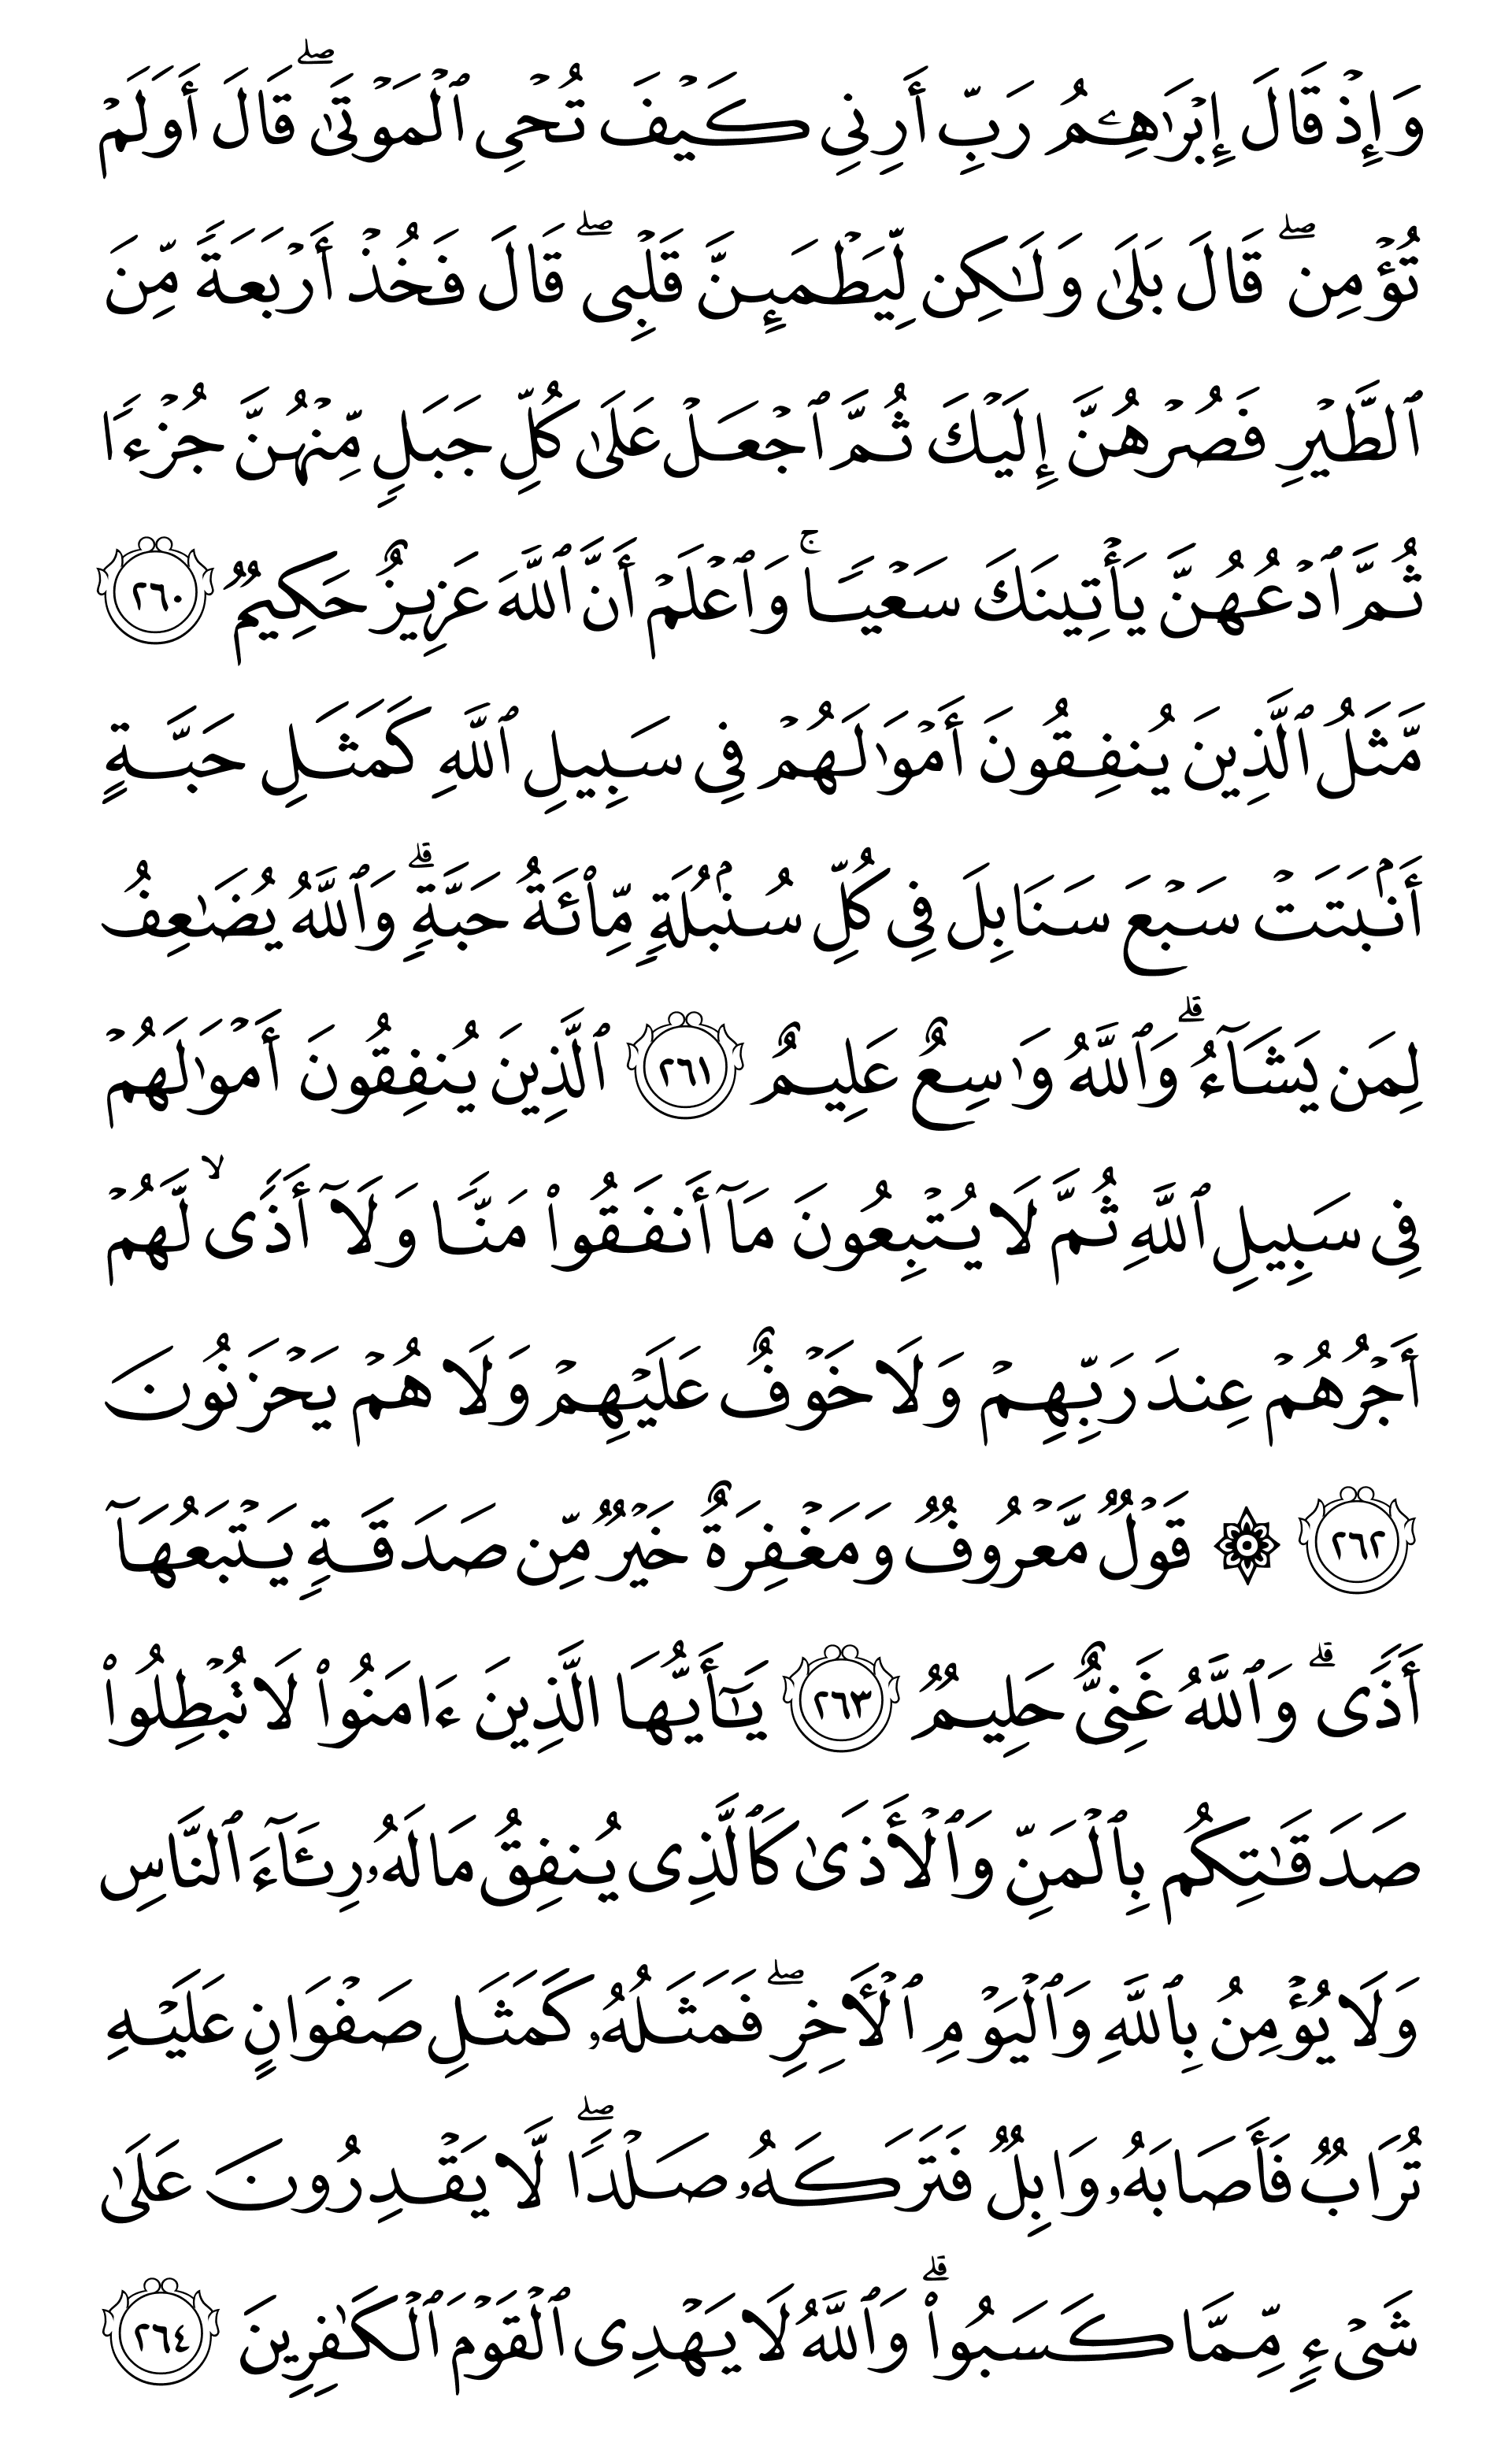 وَإِذۡ قَالَ إِبۡرَٰهِـۧمُ رَبِّ أَرِنِي كَيۡفَ تُحۡيِ ٱلۡمَوۡتَىٰۖ قَالَ أَوَلَمۡ
تُؤۡمِنۖ قَالَ بَلَىٰ وَلَٰكِن لِّيَطۡمَئِنَّ قَلۡبِيۖ قَالَ فَخُذۡ أَرۡبَعَةٗ مِّنَ
ٱلطَّيۡرِ فَصُرۡهُنَّ إِلَيۡكَ ثُمَّ ٱجۡعَلۡ عَلَىٰ كُلِّ جَبَلٖ مِّنۡهُنَّ جُزۡءٗا
ثُمَّ ٱدۡعُهُنَّ يَأۡتِينَكَ سَعۡيٗاۚ وَٱعۡلَمۡ أَنَّ ٱللَّهَ عَزِيزٌ حَكِيمٞ ٢٦٠
مَّثَلُ ٱلَّذِينَ يُنفِقُونَ أَمۡوَٰلَهُمۡ فِي سَبِيلِ ٱللَّهِ كَمَثَلِ حَبَّةٍ
أَنۢبَتَتۡ سَبۡعَ سَنَابِلَ فِي كُلِّ سُنۢبُلَةٖ مِّاْئَةُ حَبَّةٖۗ وَٱللَّهُ يُضَٰعِفُ
لِمَن يَشَآءُۗ وَٱللَّهُ وَٰسِعٌ عَلِيمٌ ٢٦١ ٱلَّذِينَ يُنفِقُونَ أَمۡوَٰلَهُمۡ
فِي سَبِيلِ ٱللَّهِ ثُمَّ لَا يُتۡبِعُونَ مَآ أَنفَقُواْ مَنّٗا وَلَآ أَذٗى ۙ لَّهُمۡ
أَجۡرُهُمۡ عِندَ رَبِّهِمۡ وَلَا خَوۡفٌ عَلَيۡهِمۡ وَلَا هُمۡ يَحۡزَنُونَ
٢٦٢ ۞ قَوۡلٞ مَّعۡرُوفٞ وَمَغۡفِرَةٌ خَيۡرٞ مِّن صَدَقَةٖ يَتۡبَعُهَآ
أَذٗىۗ وَٱللَّهُ غَنِيٌّ حَلِيمٞ ٢٦٣ يَٰٓأَيُّهَا ٱلَّذِينَ ءَامَنُواْ لَا تُبۡطِلُواْ
صَدَقَٰتِكُم بِٱلۡمَنِّ وَٱلۡأَذَىٰ كَٱلَّذِي يُنفِقُ مَالَهُۥ رِئَآءَ ٱلنَّاسِ
وَلَا يُؤۡمِنُ بِٱللَّهِ وَٱلۡيَوۡمِ ٱلۡأٓخِرِۖ فَمَثَلُهُۥ كَمَثَلِ صَفۡوَانٍ عَلَيۡهِ
تُرَابٞ فَأَصَابَهُۥ وَابِلٞ فَتَرَكَهُۥ صَلۡدٗاۖ لَّا يَقۡدِرُونَ عَلَىٰ
شَيۡءٖ مِّمَّا كَسَبُواْۗ وَٱللَّهُ لَا يَهۡدِي ٱلۡقَوۡمَ ٱلۡكَٰفِرِينَ ٢٦٤